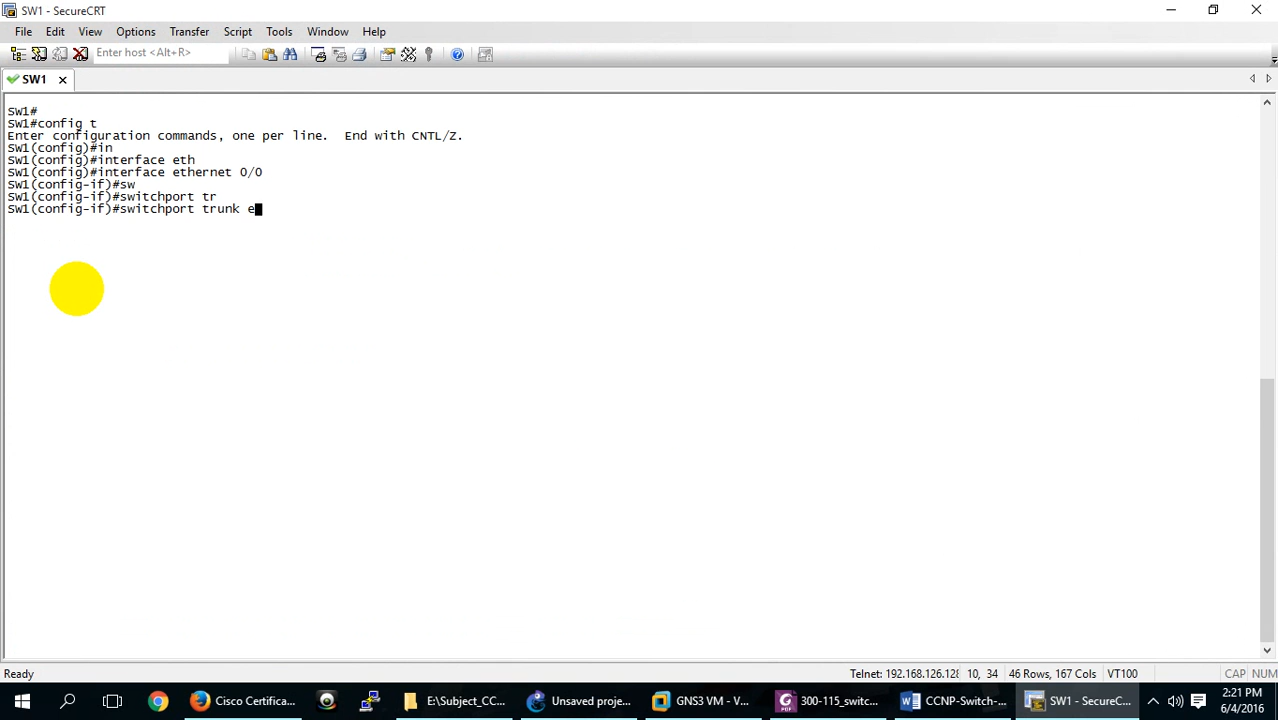 SW1 - SecureCRT
File Edit View Options Transfer Script Tools Window Help
Enter host <Alt+R>
SW1
SW1#
SW1#config t
Enter configuration commands, one per line.  End with CNTL/Z.
SW1(config)#in
SW1(config)#interface eth
SW1(config)#interface ethernet 0/0
SW1(config-if)#sw
SW1(config-if)#switchport tr
SW1(config-if)#switchport trunk e
Ready Telnet: 192.168.126.128 10, 34 46 Rows, 167 Cols VT100 CAP NUM
Cisco Certifica... E:\Subject_CC... Unsaved proje... GNS3 VM - V... 300-115_switc... CCNP-Switch-... SW1 - SecureC... 2:21 PM
6/4/2016